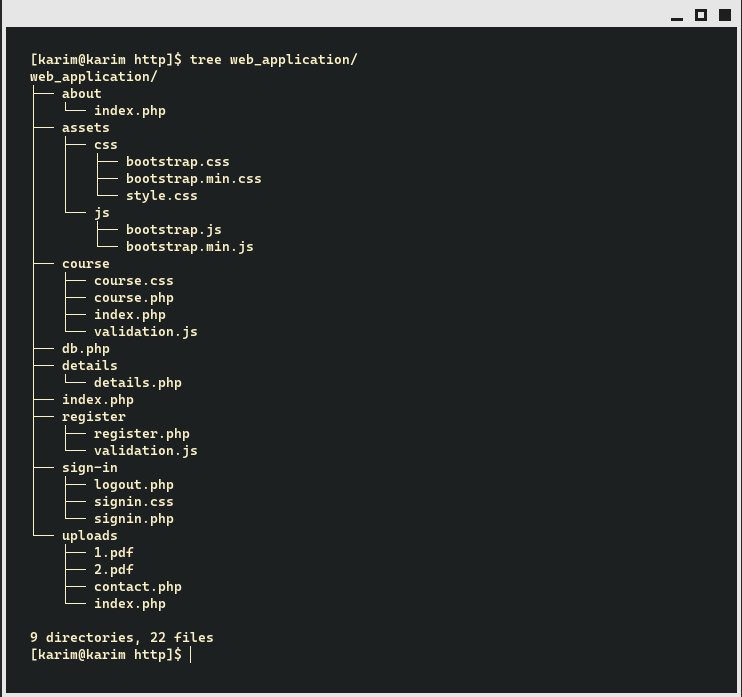 [karim@karim http]$ tree web_application/
web_application/
├── about
│   └── index.php
├── assets
│   ├── css
│   │   ├── bootstrap.css
│   │   ├── bootstrap.min.css
│   │   └── style.css
│   └── js
│       ├── bootstrap.js
│       └── bootstrap.min.js
├── course
│   ├── course.css
│   ├── course.php
│   ├── index.php
│   └── validation.js
├── db.php
├── details
│   └── details.php
├── index.php
├── register
│   ├── register.php
│   └── validation.js
├── sign-in
│   ├── logout.php
│   ├── signin.css
│   └── signin.php
└── uploads
    ├── 1.pdf
    ├── 2.pdf
    ├── contact.php
    └── index.php

9 directories, 22 files
[karim@karim http]$